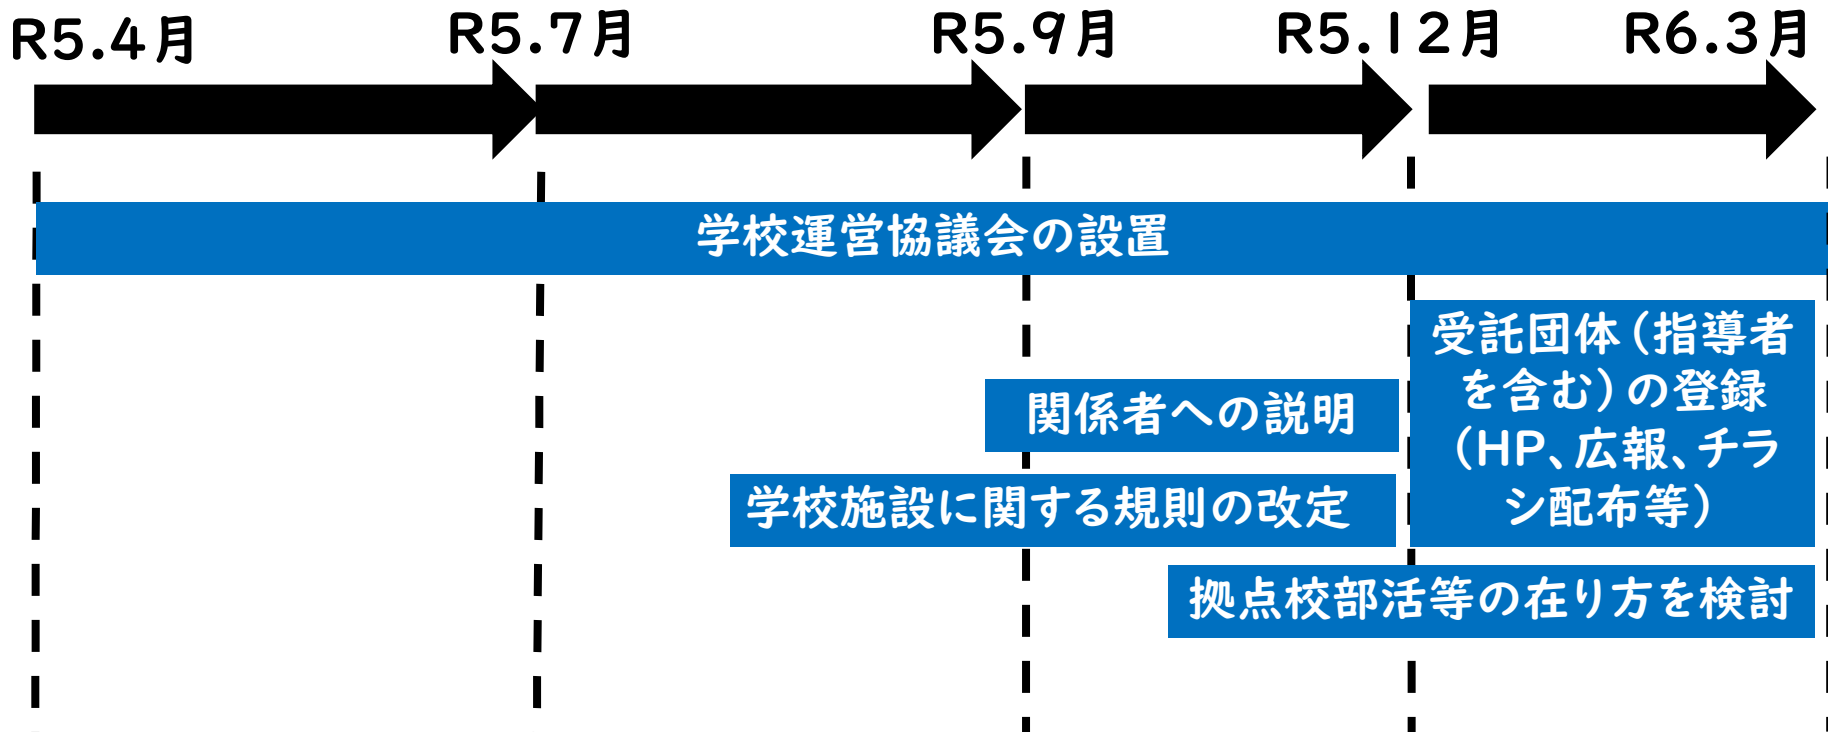 R5.4月 R5.7月 R5.9月 R5.12月 R6.3月
学校運営協議会の設置
受託団体(指導者
を含む)の登録
(HP、広報、チラ
シ配布等)
関係者への説明
学校施設に関する規則の改定
拠点校部活等の在り方を検討